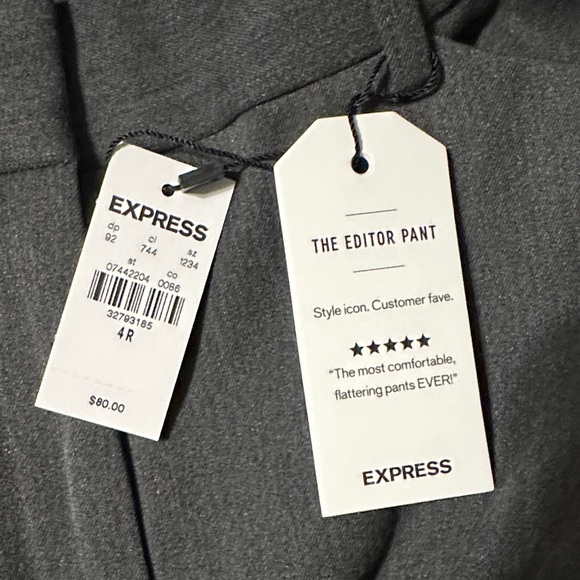 EXPRESS
dp cl sz
92 744 1234
st co
07442204 0086
32793185
4R
$80.00
THE EDITOR PANT
Style icon. Customer fave.
★★★★★
“The most comfortable,
flattering pants EVER!”
EXPRESS